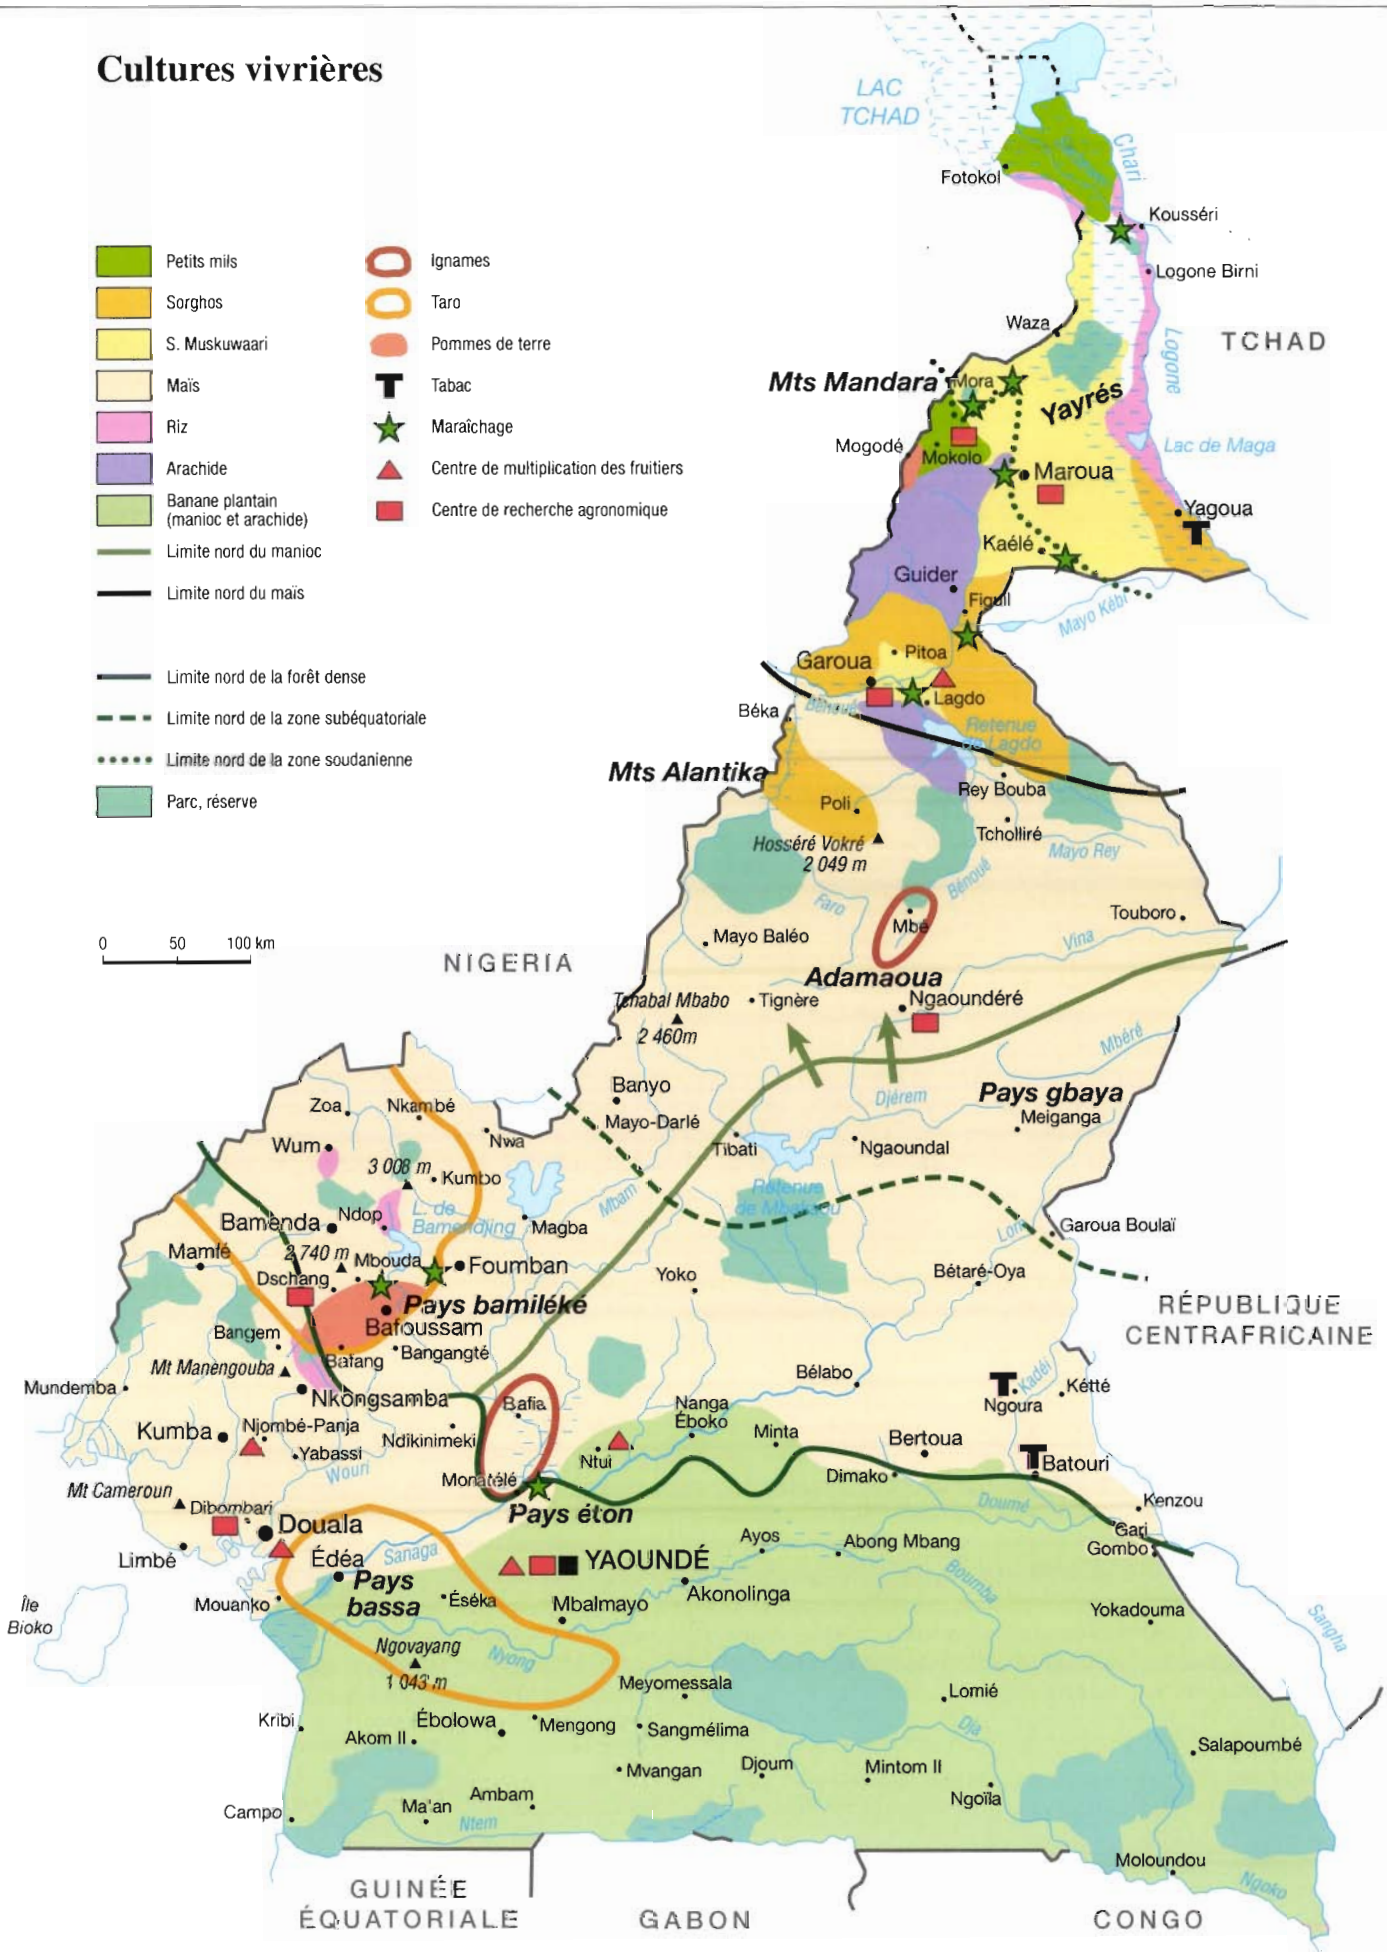 Cultures vivrières
Petits mils
Sorghos
S. Muskuwaari
Maïs
Riz
Arachide
Banane plantain
(manioc et arachide)
Limite nord du manioc
Limite nord du maïs
Limite nord de la forêt dense
Limite nord de la zone subéquatoriale
Limite nord de la zone soudanienne
Parc, réserve
Ignames
Taro
Pommes de terre
Tabac
Maraîchage
Centre de multiplication des fruitiers
Centre de recherche agronomique
0 50 100 km
LAC
TCHAD
Chari
Fotokol
Kousséri
Logone Birni
Waza
TCHAD
Logone
Mts Mandara
Mora
Yayrés
Mogodé
Mokolo
Lac de Maga
Maroua
Yagoua
Kaélé
Guider
Figuil
Mayo Kébi
Pitoa
Garoua
Lagdo
Béka
Bénoué
Retenue
de Lagdo
Mts Alantika
Rey Bouba
Poli
Tcholliré
Hosséré Vokré
2 049 m
Mayo Rey
Bénoué
Faro
Mbé
Touboro
Mayo Baléo
Vina
NIGERIA
Adamaoua
Tchabal Mbabo
2 460m
Tignère
Ngaoundéré
Mbéré
Banyo
Djérem
Pays gbaya
Meiganga
Mayo-Darlé
Tibati
Ngaoundal
Zoa
Nkambé
Wum
Nwa
3 008 m
Kumbo
Mbam
Retenue
de Mbakaou
Bamenda
Ndop
L. de
Bamendjing
Magba
Lom
Garoua Boulaï
Mamfé
2 740 m
Mbouda
Foumban
Dschang
Yoko
Bétaré-Oya
Pays bamiléké
RÉPUBLIQUE
CENTRAFRICAINE
Bafoussam
Bangem
Bafang
Bangangté
Mt Manengouba
Mundemba
Nkongsamba
Bélabo
Kadéï
Kétté
Ngoura
Bafia
Nanga
Éboko
Kumba
Njombé-Panja
Yabassi
Ndikinimeki
Minta
Bertoua
Ntui
Wouri
Monatélé
Dimako
Batouri
Mt Cameroun
Dibombari
Pays éton
Doumé
Kenzou
Douala
Gari
Gombo
Limbé
Édéa
Sanaga
Ayos
Abong Mbang
YAOUNDÉ
Pays
bassa
Éséka
Akonolinga
Boumba
Île
Bioko
Mouanko
Mbalmayo
Yokadouma
Sangha
Ngovayang
1 043 m
Nyong
Meyomessala
Lomié
Kribi
Ébolowa
Mengong
Sangmélima
Dja
Akom II
Salapoumbé
Mvangan
Djoum
Mintom II
Ambam
Ngoïla
Campo
Ma'an
Ntem
Moloundou
Ngoko
GUINÉE
ÉQUATORIALE
GABON
CONGO